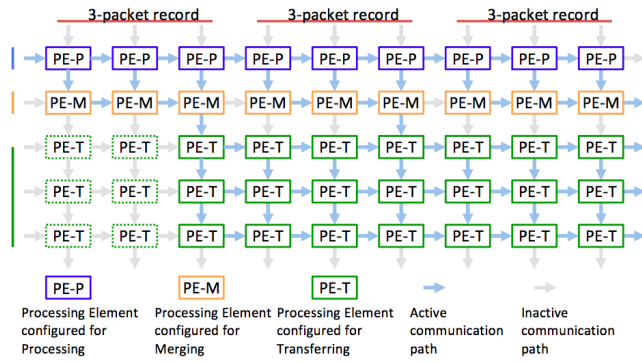 3-packet record 3-packet record 3-packet record
PE-P PE-P PE-P PE-P PE-P PE-P PE-P PE-P PE-P
PE-M PE-M PE-M PE-M PE-M PE-M PE-M PE-M PE-M
PE-T PE-T PE-T PE-T PE-T PE-T PE-T PE-T PE-T
PE-T PE-T PE-T PE-T PE-T PE-T PE-T PE-T PE-T
PE-T PE-T PE-T PE-T PE-T PE-T PE-T PE-T PE-T
PE-P
Processing Element
configured for
Processing
PE-M
Processing Element
configured for
Merging
PE-T
Processing Element
configured for
Transferring
Active
communication
path
Inactive
communication
path